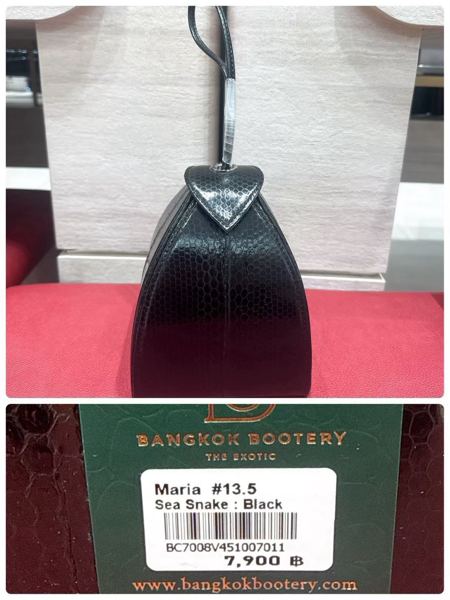 BANGKOK BOOTERY
THE EXOTIC
Maria #13.5
Sea Snake : Black
BC7008V451007011
7,900 ฿
www.bangkokbootery.com